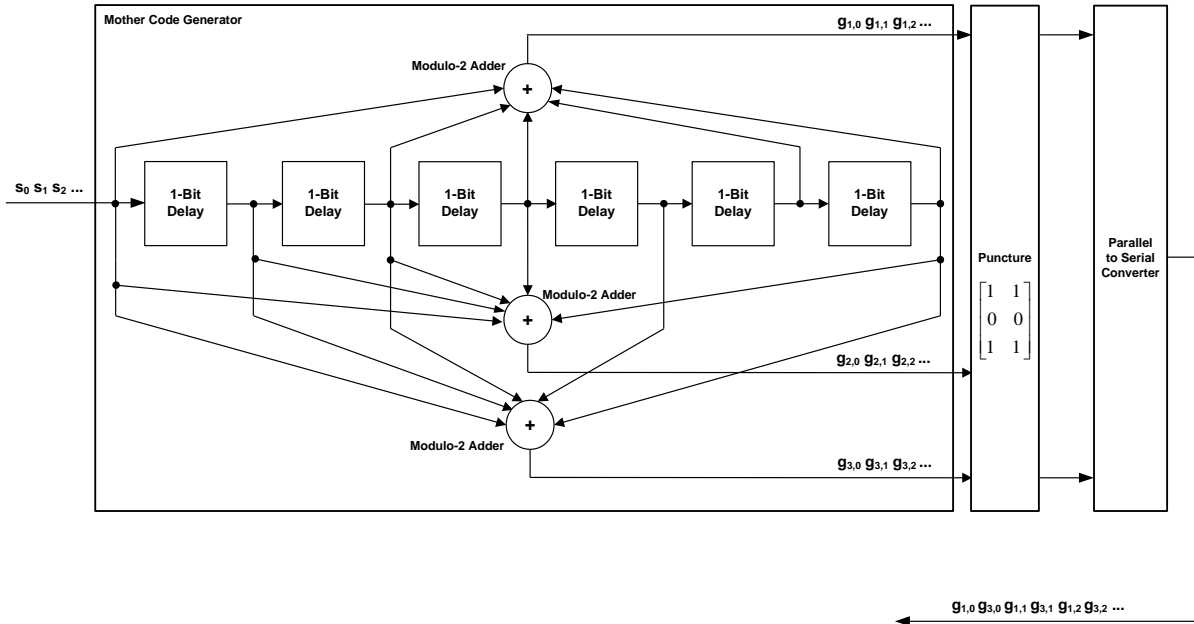 Mother Code Generator
g1,0 g1,1 g1,2 ...
Modulo-2 Adder
+
s0 s1 s2 ...
1-Bit
Delay
1-Bit
Delay
1-Bit
Delay
1-Bit
Delay
1-Bit
Delay
1-Bit
Delay
Puncture
1 1
0 0
1 1
Parallel
to Serial
Converter
Modulo-2 Adder
+
g2,0 g2,1 g2,2 ...
+
Modulo-2 Adder
g3,0 g3,1 g3,2 ...
g1,0 g3,0 g1,1 g3,1 g1,2 g3,2 ...